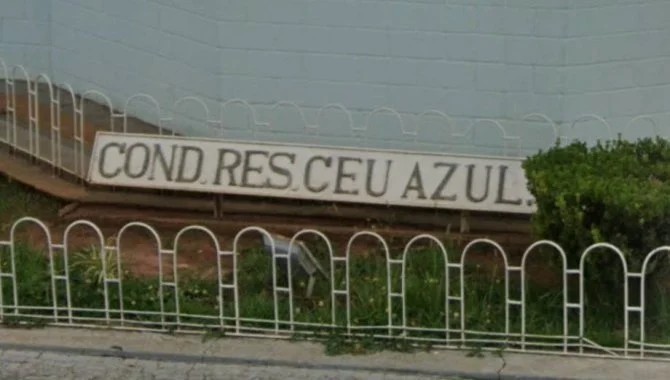 COND. RES. CEU AZUL.